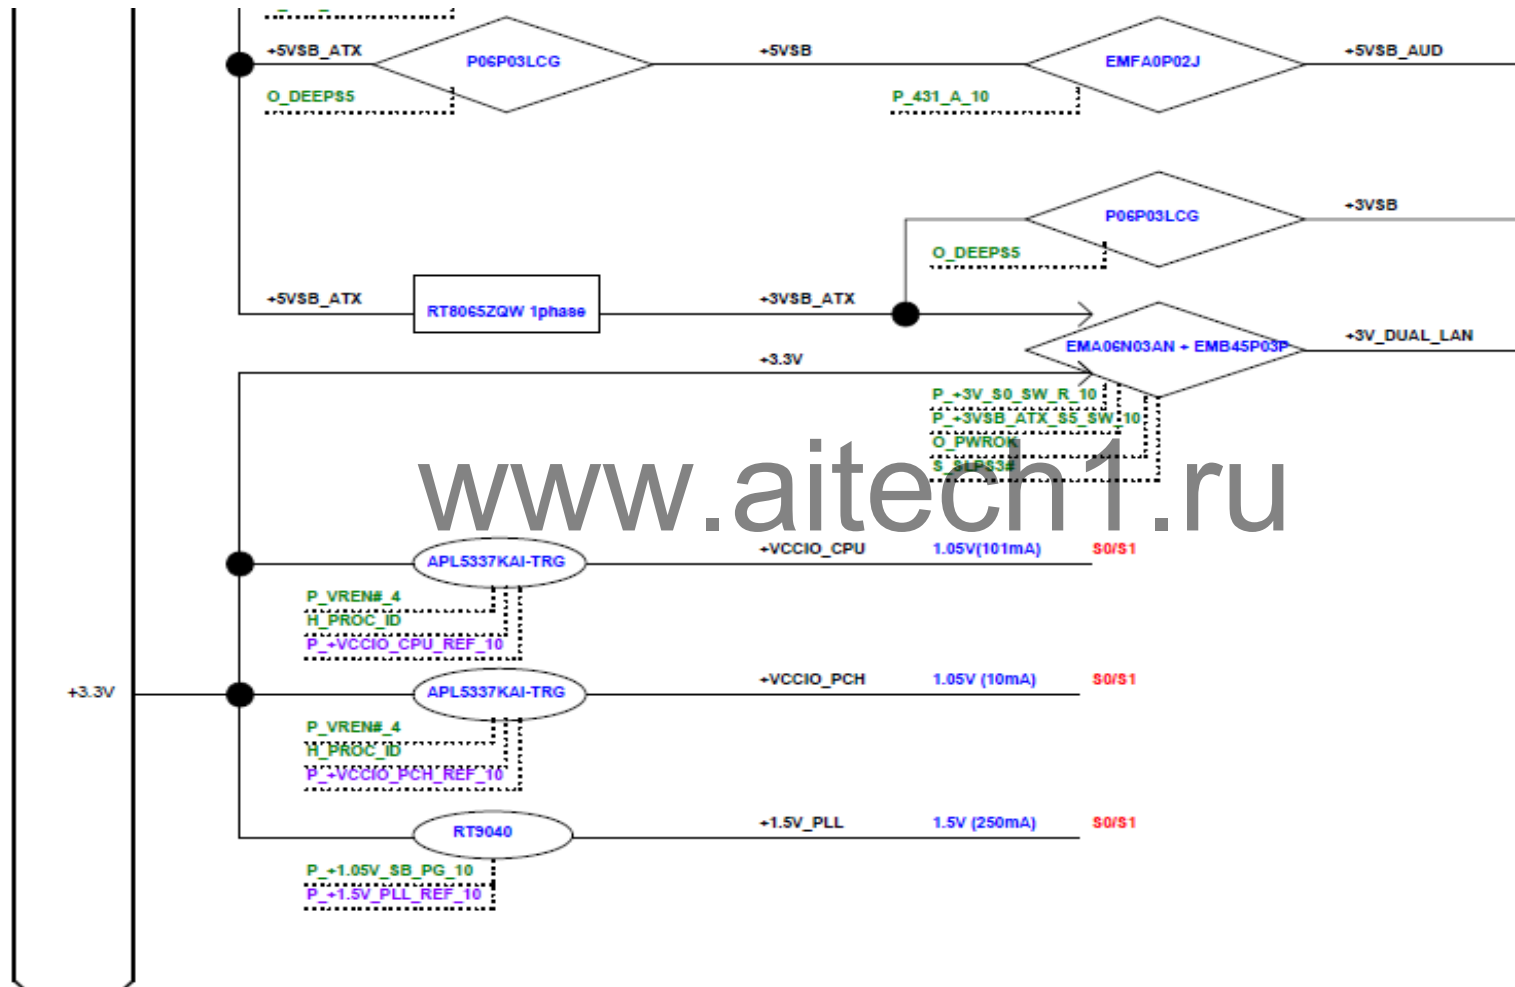 +5VSB_ATX
P06P03LCG
+5VSB
EMFA0P02J
+5VSB_AUD
O_DEEPS5
P_431_A_10
P06P03LCG
+3VSB
O_DEEPS5
+5VSB_ATX
RT8065ZQW 1phase
+3VSB_ATX
EMA06N03AN + EMB45P03P
+3V_DUAL_LAN
+3.3V
P_+3V_S0_SW_R_10
P_+3VSB_ATX_S5_SW_10
O_PWROK
S_SLPS3#
www.aitech1.ru
APL5337KAI-TRG
+VCCIO_CPU
1.05V(101mA)
S0/S1
P_VREN#_4
H_PROC_ID
P_+VCCIO_CPU_REF_10
+3.3V
APL5337KAI-TRG
+VCCIO_PCH
1.05V (10mA)
S0/S1
P_VREN#_4
H_PROC_ID
P_+VCCIO_PCH_REF_10
RT9040
+1.5V_PLL
1.5V (250mA)
S0/S1
P_+1.05V_SB_PG_10
P_+1.5V_PLL_REF_10